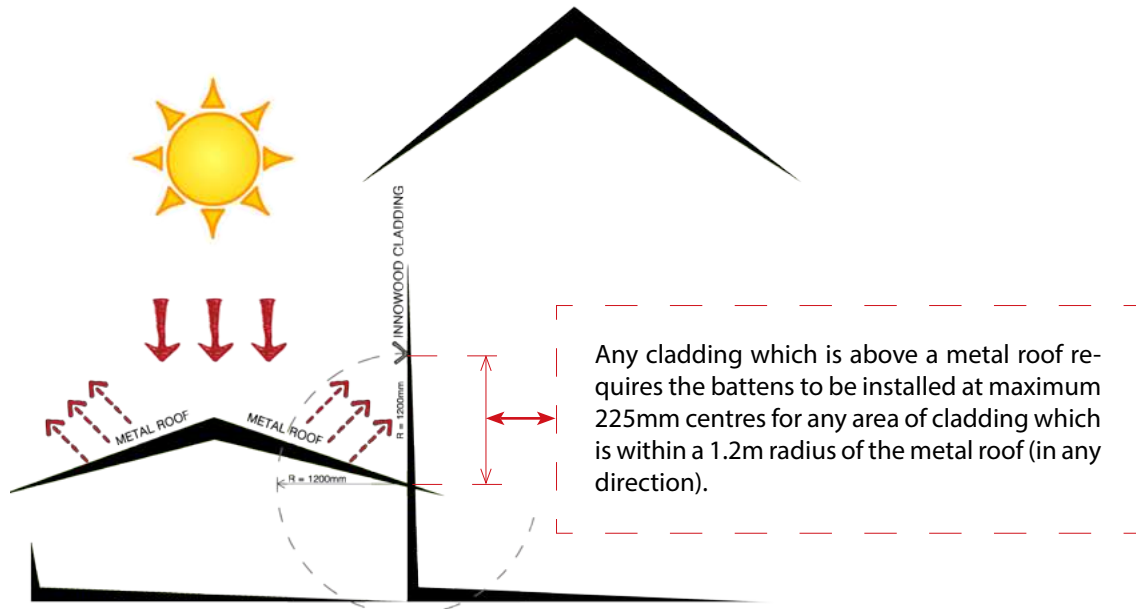 INNOWOOD CLADDING
METAL ROOF
METAL ROOF
R = 1200mm
R = 1200mm
Any cladding which is above a metal roof re-
quires the battens to be installed at maximum
225mm centres for any area of cladding which
is within a 1.2m radius of the metal roof (in any
direction).